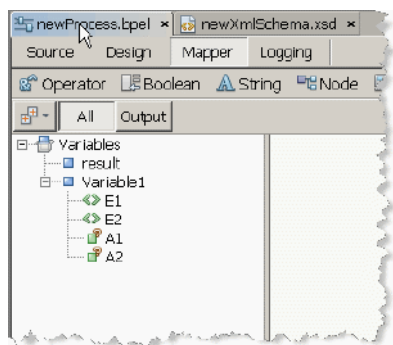 newProcess.bpel × newXmlSchema.xsd ×
Source Design Mapper Logging
Operator Boolean String Node
All Output
Variables
result
Variable1
E1
E2
A1
A2